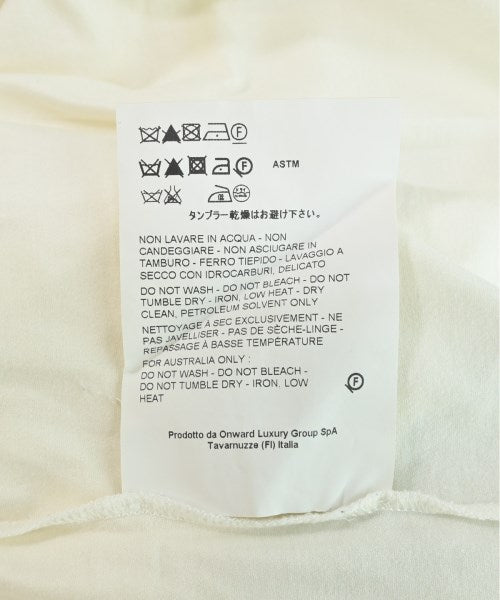 F
F ASTM
タンブラー乾燥はお避け下さい。
NON LAVARE IN ACQUA - NON
CANDEGGIARE - NON ASCIUGARE IN
TAMBURO - FERRO TIEPIDO - LAVAGGIO A
SECCO CON IDROCARBURI, DELICATO
DO NOT WASH - DO NOT BLEACH - DO NOT
TUMBLE DRY - IRON, LOW HEAT - DRY
CLEAN, PETROLEUM SOLVENT ONLY
NETTOYAGE À SEC EXCLUSIVEMENT - NE
PAS JAVELLISER - PAS DE SÈCHE-LINGE -
REPASSAGE À BASSE TEMPÉRATURE
FOR AUSTRALIA ONLY :
DO NOT WASH - DO NOT BLEACH -
DO NOT TUMBLE DRY - IRON, LOW
HEAT
F
Prodotto da Onward Luxury Group SpA
Tavarnuzze (FI) Italia